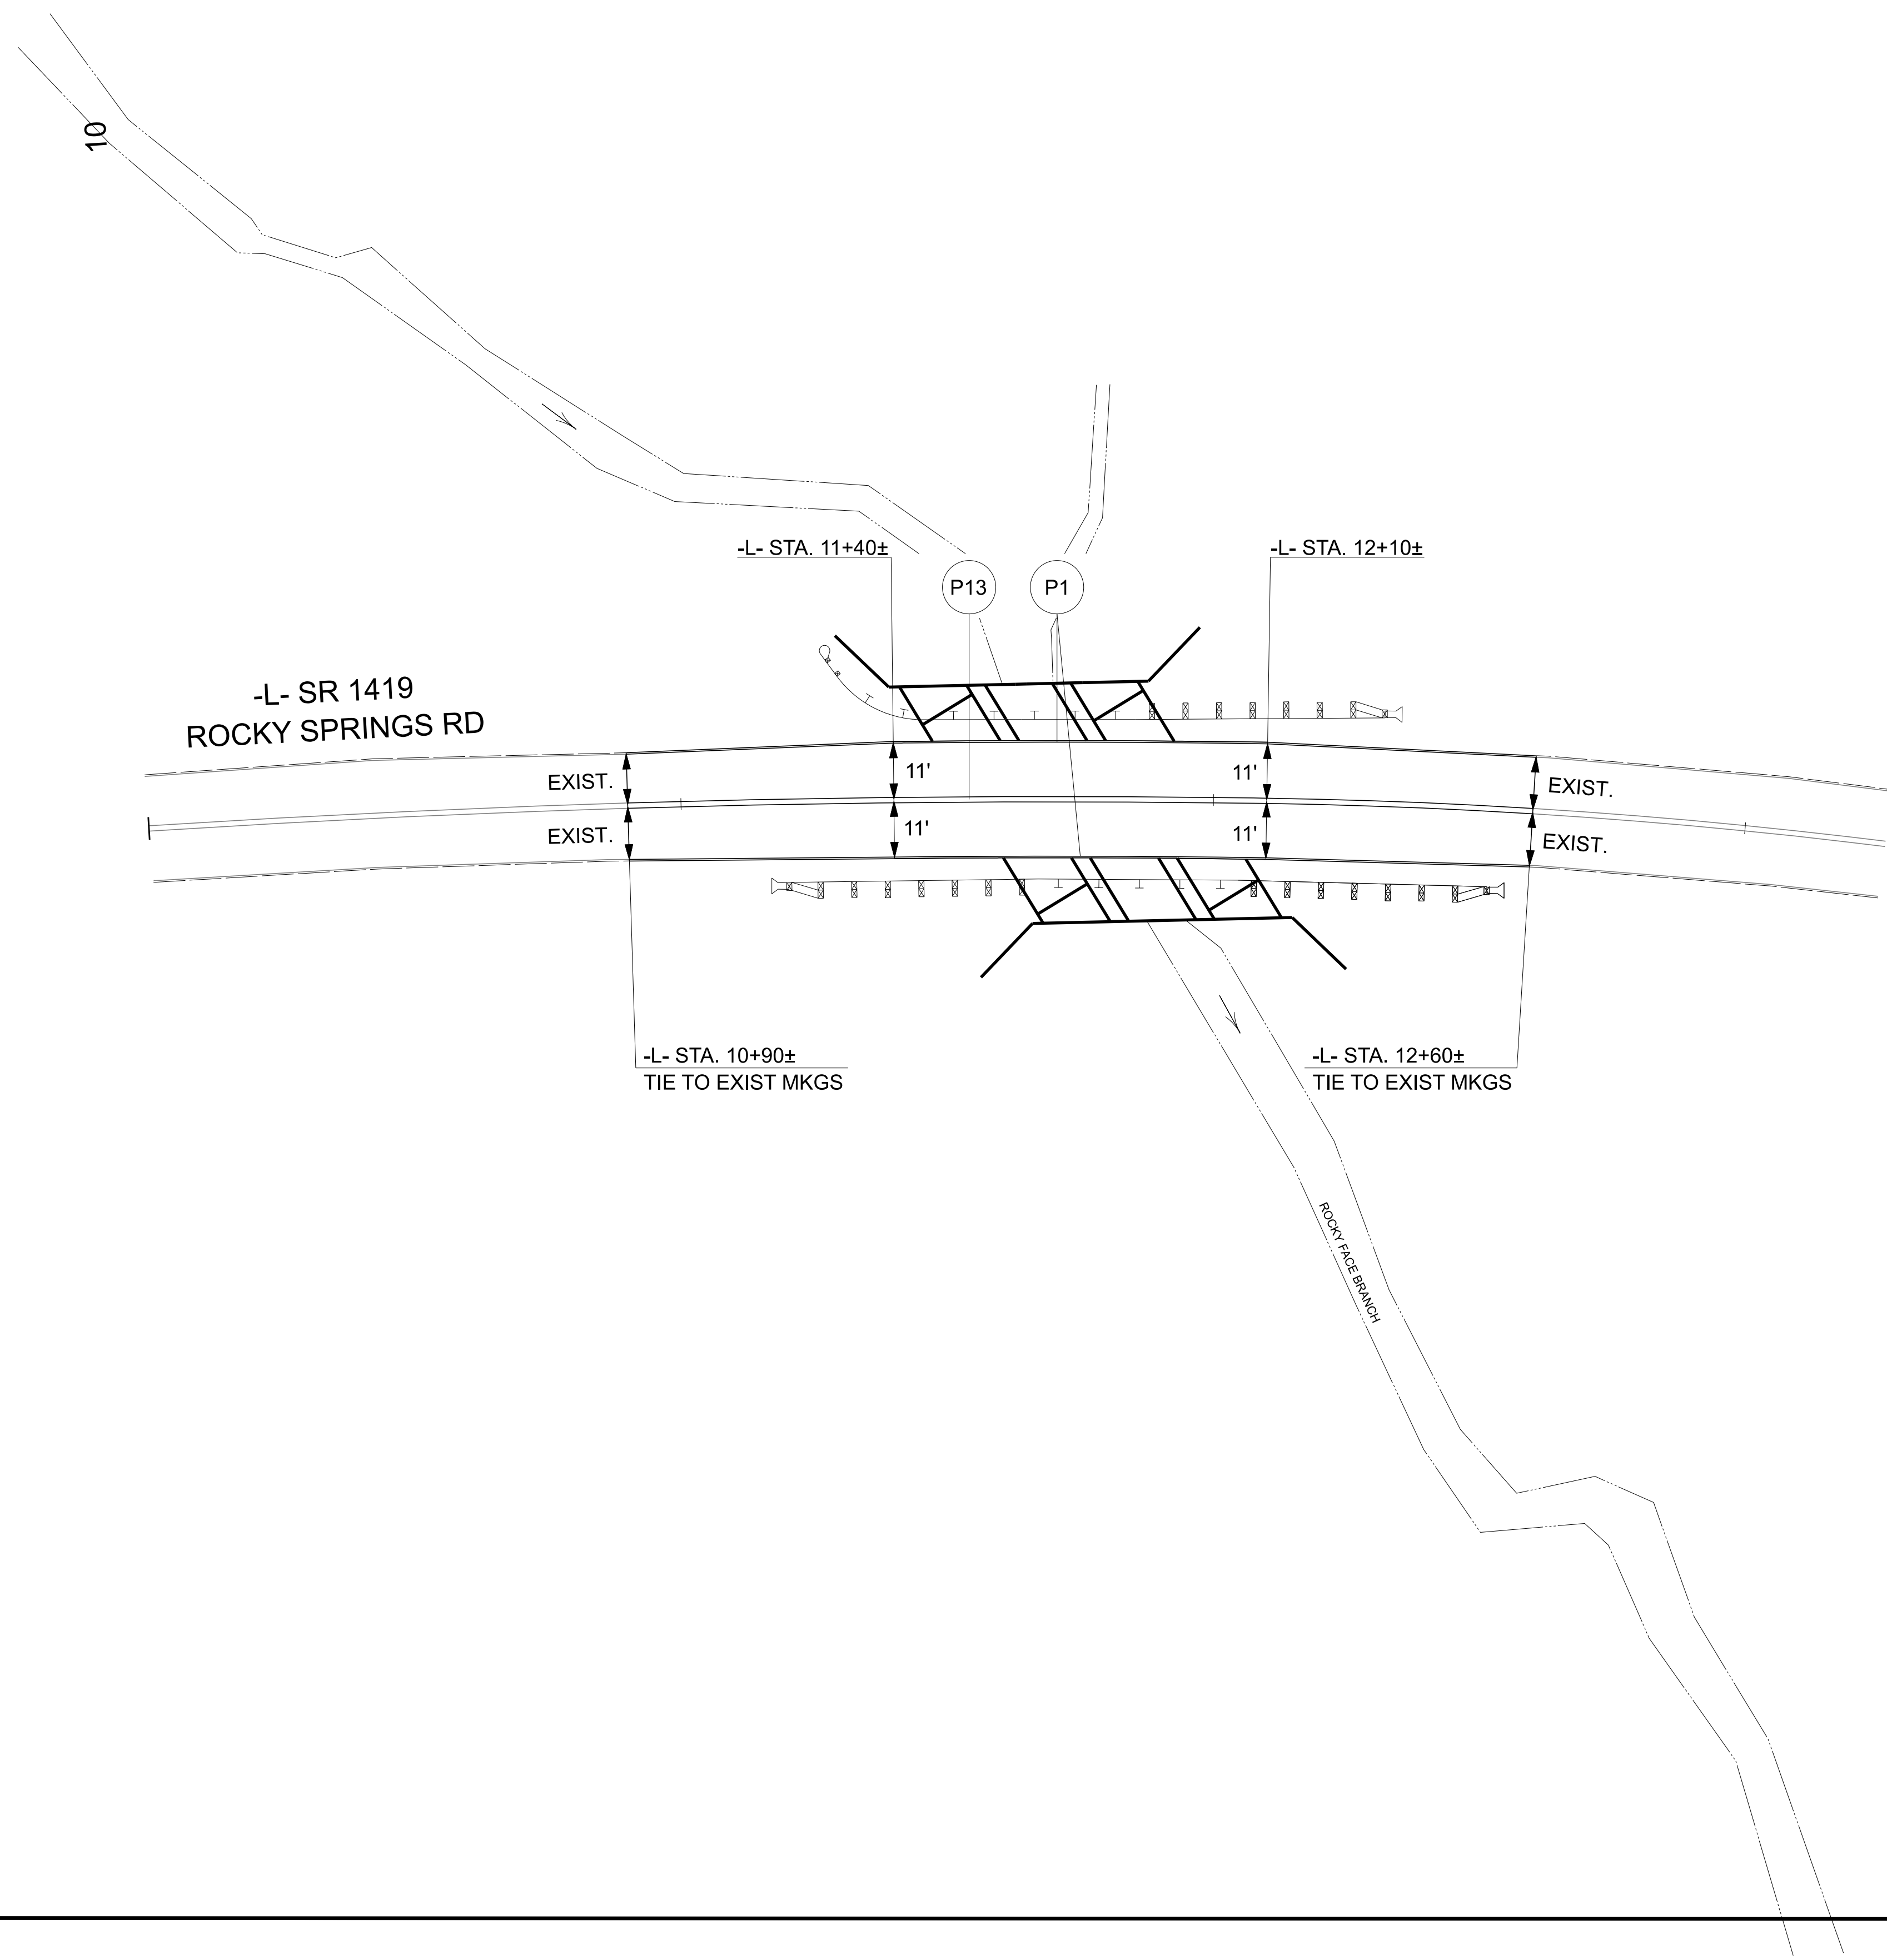 10
-L- STA. 11+40±
-L- STA. 12+10±
P13
P1
-L- SR 1419
ROCKY SPRINGS RD
EXIST.
11'
11'
EXIST.
EXIST.
11'
11'
EXIST.
-L- STA. 10+90±
TIE TO EXIST MKGS
-L- STA. 12+60±
TIE TO EXIST MKGS
ROCKY FACE BRANCH